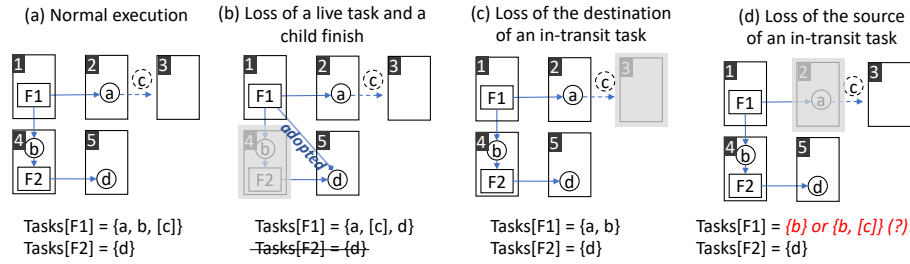 (a) Normal execution
1
2
3
F1
a
c
4
5
b
F2
d
Tasks[F1] = {a, b, [c]}
Tasks[F2] = {d}
(b) Loss of a live task and a
child finish
1
2
3
F1
a
c
adopted
4
5
b
F2
d
Tasks[F1] = {a, [c], d}
Tasks[F2] = {d}
(c) Loss of the destination
of an in-transit task
1
2
3
F1
a
c
4
5
b
F2
d
Tasks[F1] = {a, b}
Tasks[F2] = {d}
(d) Loss of the source
of an in-transit task
1
2
3
F1
a
c
4
5
b
F2
d
Tasks[F1] = {b} or {b, [c]} (?)
Tasks[F2] = {d}